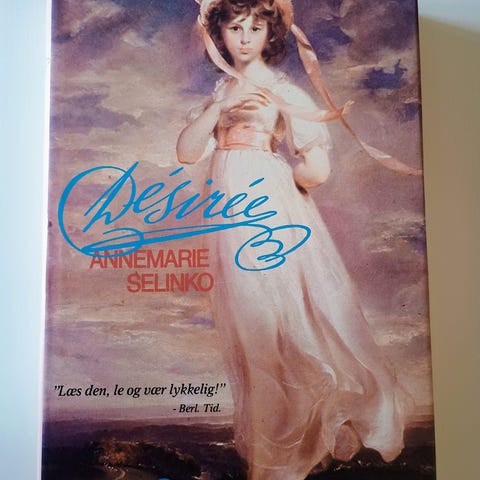 Désirée
ANNEMARIE
SELINKO
"Læs den, le og vær lykkelig!"
- Berl. Tid.